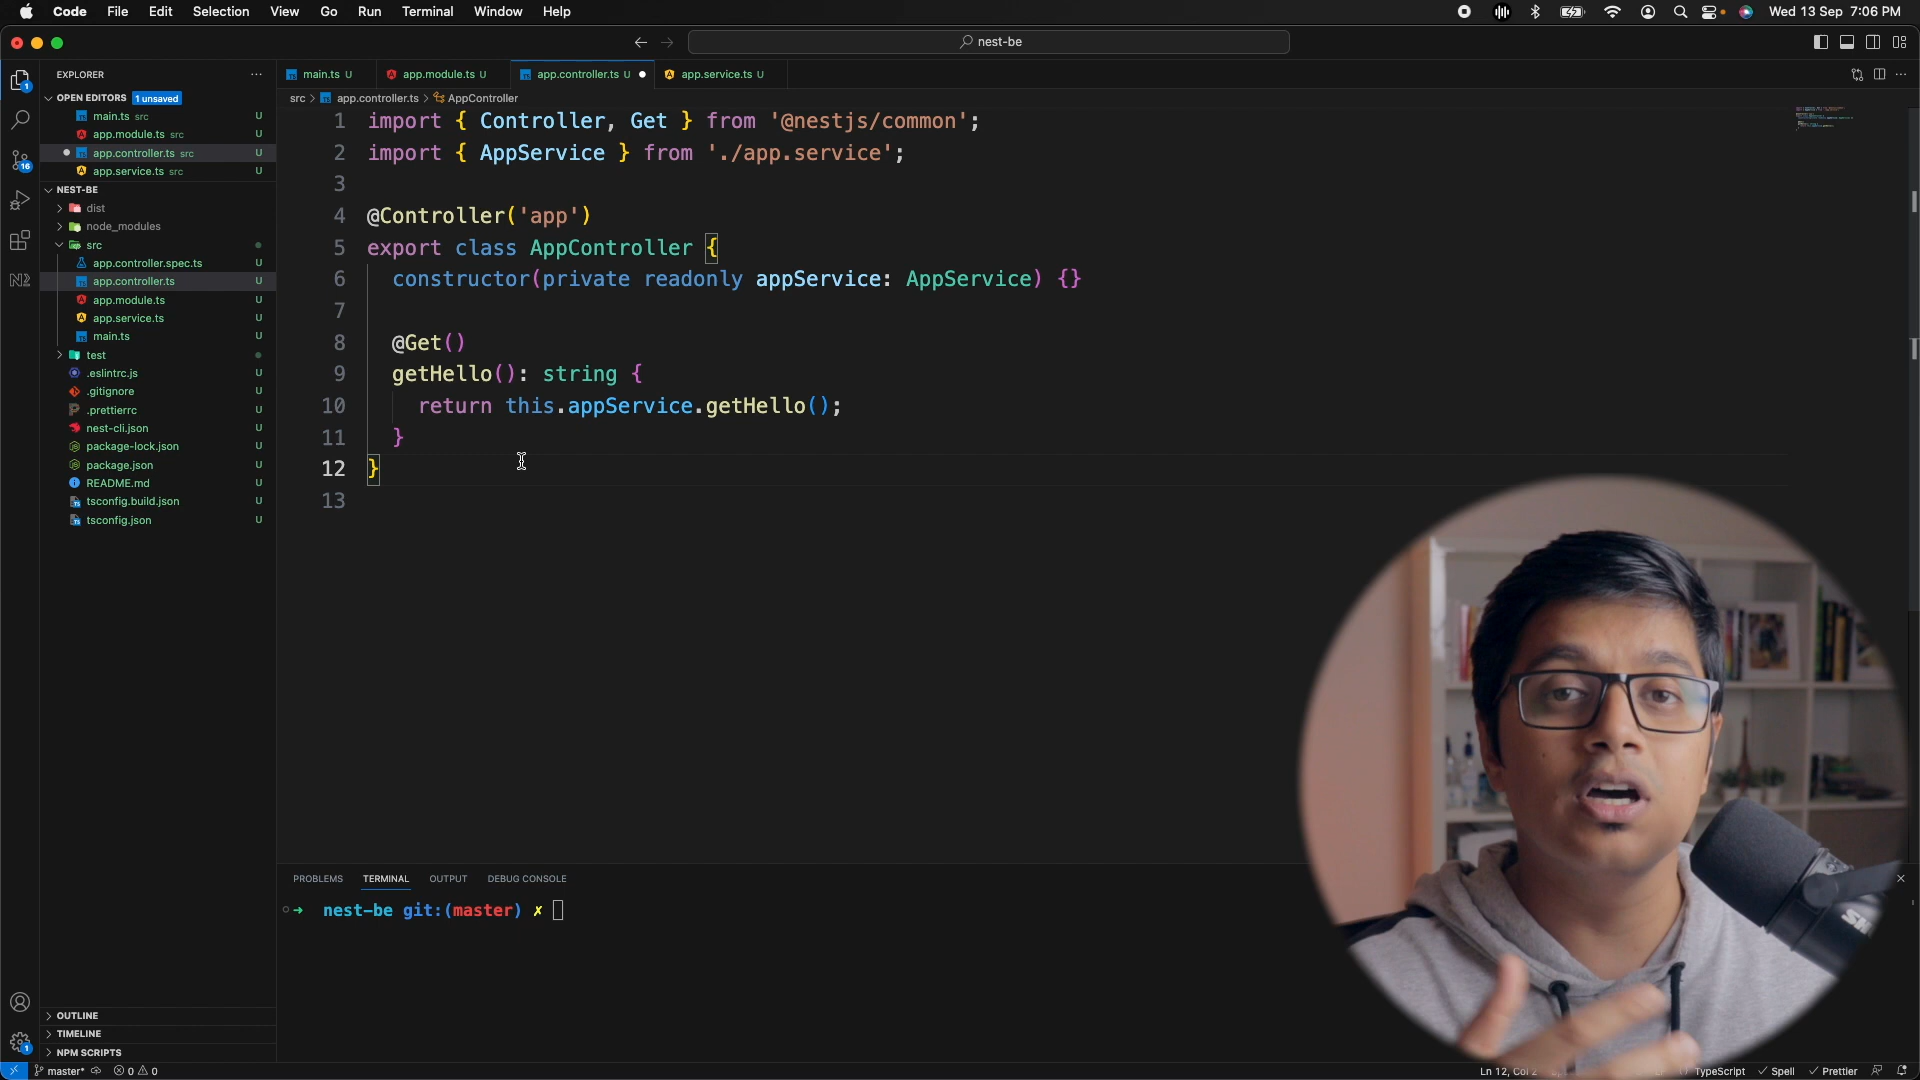 Code File Edit Selection View Go Run Terminal Window Help
Wed 13 Sep 7:06 PM
nest-be
EXPLORER
OPEN EDITORS 1 unsaved
main.ts src U
app.module.ts src U
app.controller.ts src U
app.service.ts src U
NEST-BE
dist
node_modules
src
app.controller.spec.ts U
app.controller.ts U
app.module.ts U
app.service.ts U
main.ts U
test
.eslintrc.js U
.gitignore U
.prettierrc U
nest-cli.json U
package-lock.json U
package.json U
README.md U
tsconfig.build.json U
tsconfig.json U
OUTLINE
TIMELINE
NPM SCRIPTS
main.ts U app.module.ts U app.controller.ts U app.service.ts U
src > app.controller.ts > AppController
1 import { Controller, Get } from '@nestjs/common';
2 import { AppService } from './app.service';
3
4 @Controller('app')
5 export class AppController {
6 constructor(private readonly appService: AppService) {}
7
8 @Get()
9 getHello(): string {
10 return this.appService.getHello();
11 }
12 }
13
PROBLEMS TERMINAL OUTPUT DEBUG CONSOLE
→ nest-be git:(master) ✗
master* 0 0
Ln 12, Col 2 TypeScript Spell Prettier